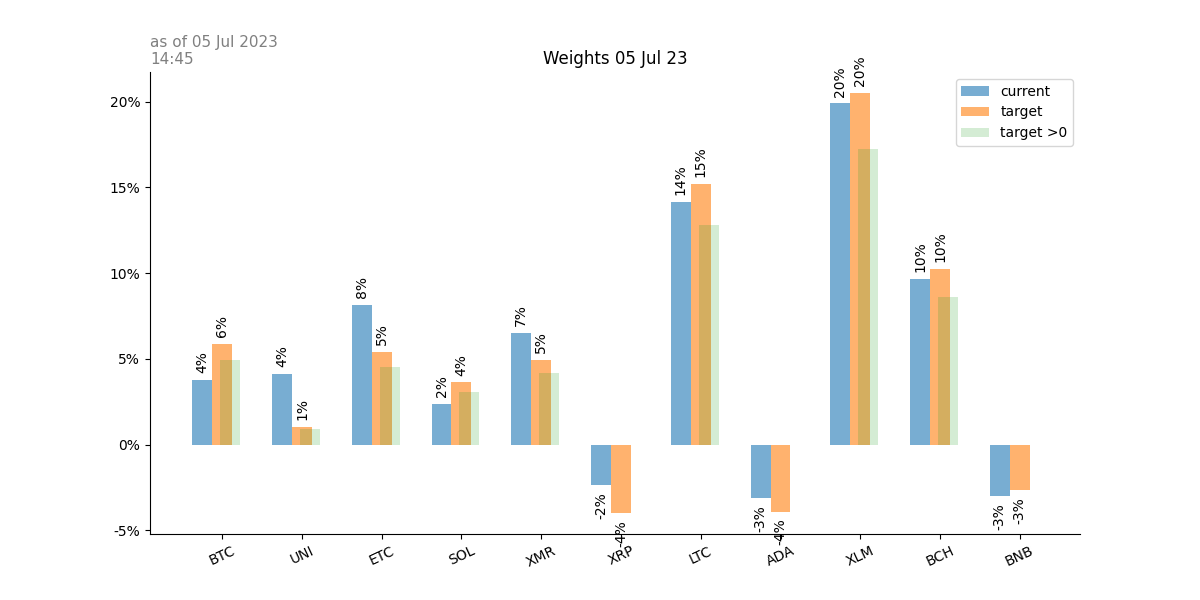 as of 05 Jul 2023
14:45
Weights 05 Jul 23
current
target
target >0
20%
15%
10%
5%
0%
-5%
4%
6%
4%
1%
8%
5%
2%
4%
7%
5%
-2%
-4%
14%
15%
-3%
-4%
20%
20%
10%
10%
-3%
-3%
BTC
UNI
ETC
SOL
XMR
XRP
LTC
ADA
XLM
BCH
BNB